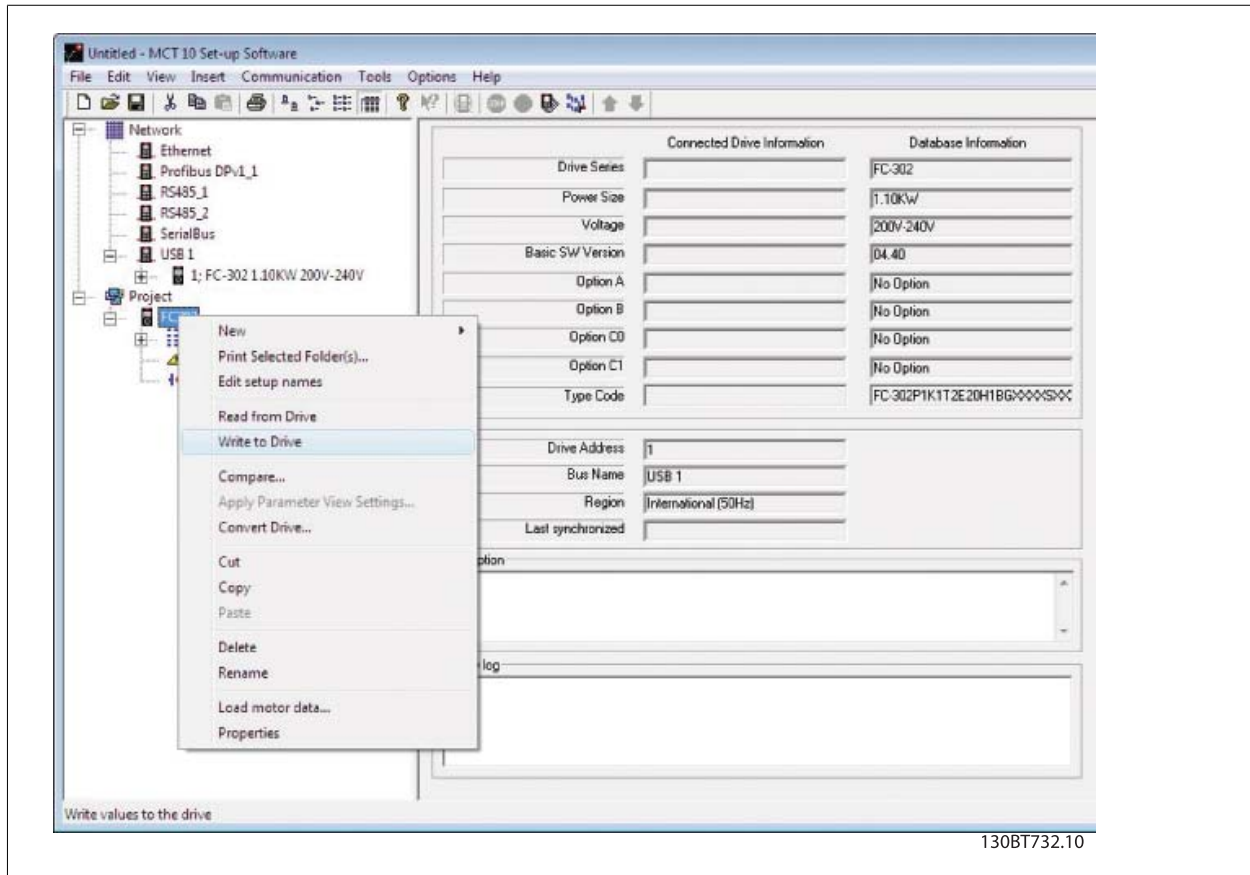 Untitled - MCT 10 Set-up Software
File Edit View Insert Communication Tools Options Help
Network
Ethernet
Profibus DPv1_1
RS485_1
RS485_2
SerialBus
USB 1
1; FC-302 1.10KW 200V-240V
Project
New
Print Selected Folder(s)...
Edit setup names
Read from Drive
Write to Drive
Compare...
Apply Parameter View Settings...
Convert Drive...
Cut
Copy
Paste
Delete
Rename
Load motor data...
Properties
Connected Drive Information Database Information
Drive Series FC-302
Power Size 1.10KW
Voltage 200V-240V
Basic SW Version 04.40
Option A No Option
Option B No Option
Option C0 No Option
Option C1 No Option
Type Code FC-302P1K1T2E20H1BGXXXXSXX
Drive Address 1
Bus Name USB 1
Region International (50Hz)
Last synchronized
ption
log
Write values to the drive
130BT732.10